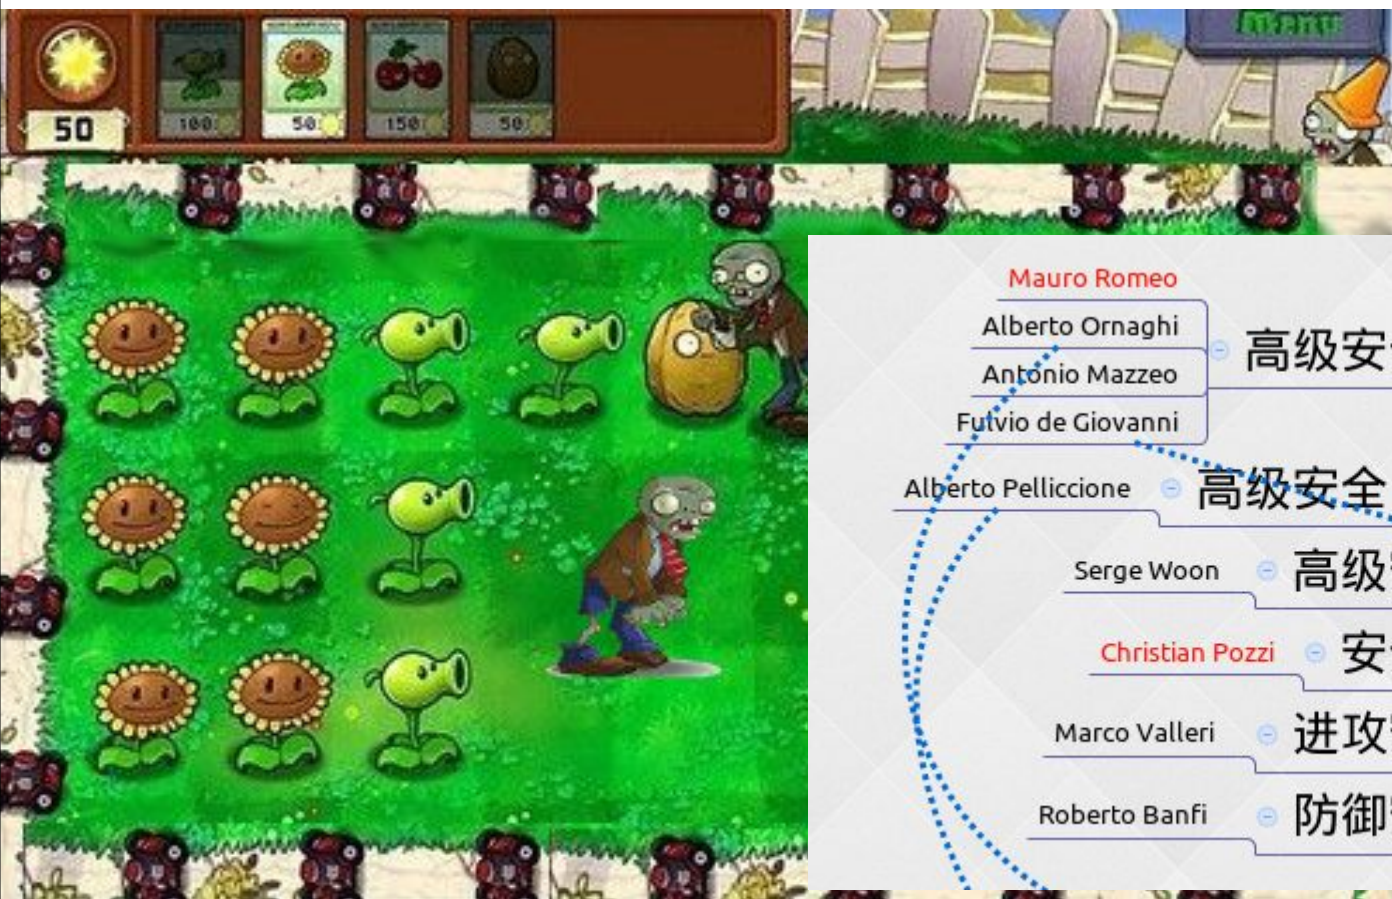 Menu
50
100
50
150
50
Mauro Romeo
Alberto Ornaghi
高级安
Antonio Mazzeo
Fulvio de Giovanni
Alberto Pelliccione
高级安全
Serge Woon
高级
Christian Pozzi
安
Marco Valleri
进攻
Roberto Banfi
防御